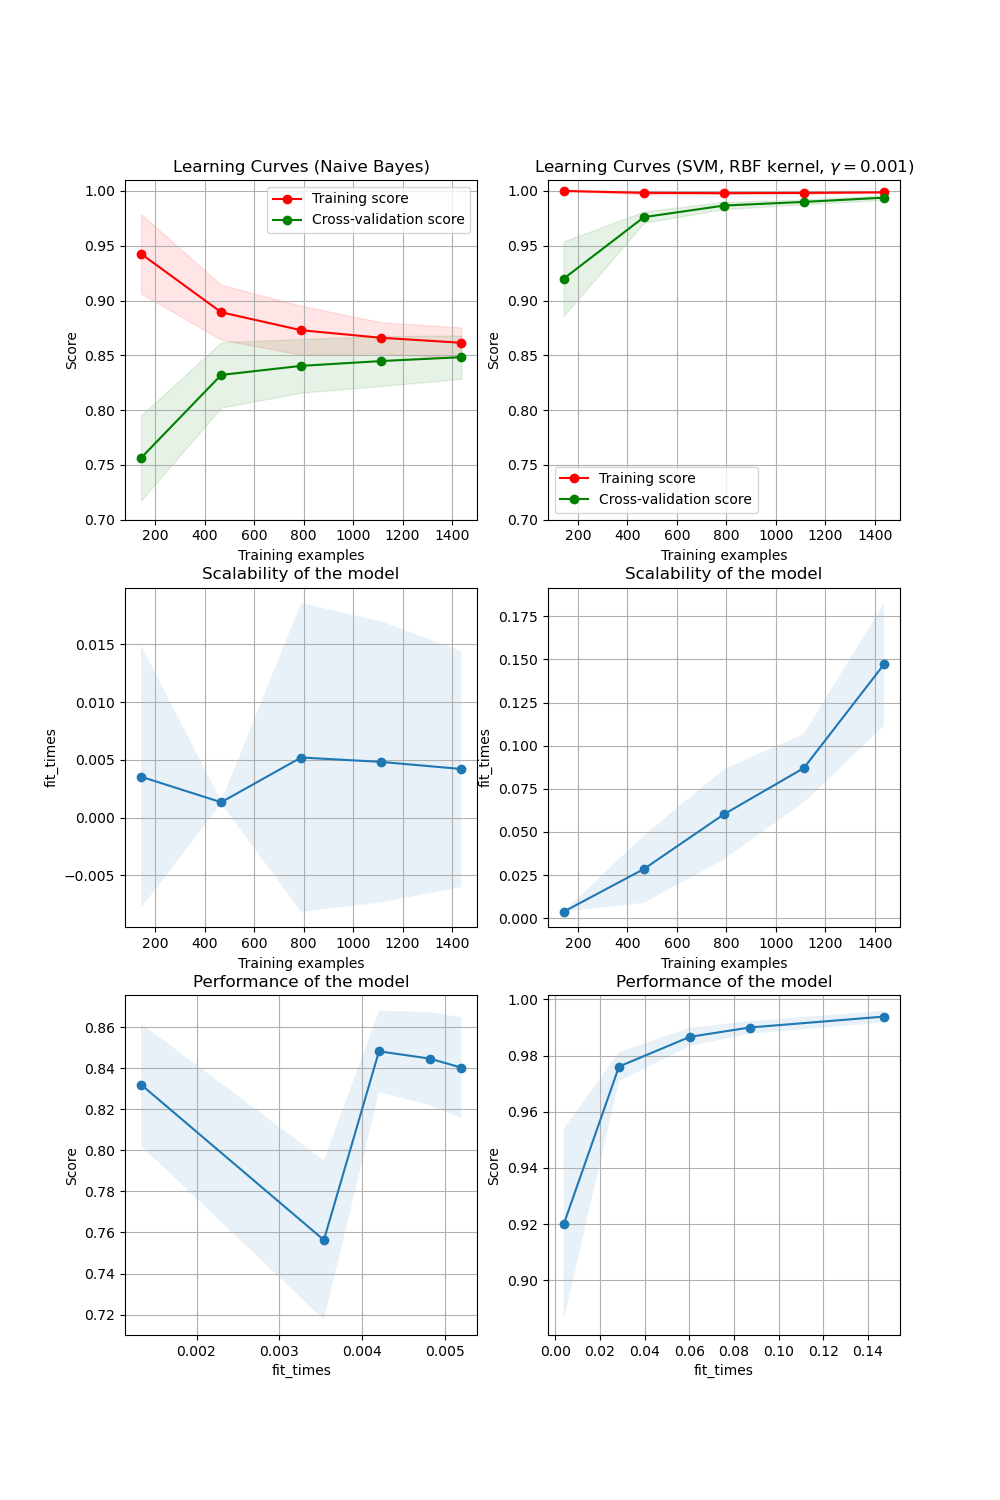 Learning Curves (Naive Bayes)
Training score
Cross-validation score
1.00
0.95
0.90
0.85
0.80
0.75
0.70
Score
200 400 600 800 1000 1200 1400
Training examples
Learning Curves (SVM, RBF kernel, γ = 0.001)
1.00
0.95
0.90
0.85
0.80
0.75
0.70
Score
Training score
Cross-validation score
200 400 600 800 1000 1200 1400
Training examples
Scalability of the model
0.015
0.010
0.005
0.000
−0.005
fit_times
200 400 600 800 1000 1200 1400
Training examples
Scalability of the model
0.175
0.150
0.125
0.100
0.075
0.050
0.025
0.000
fit_times
200 400 600 800 1000 1200 1400
Training examples
Performance of the model
0.86
0.84
0.82
0.80
0.78
0.76
0.74
0.72
Score
0.002 0.003 0.004 0.005
fit_times
Performance of the model
1.00
0.98
0.96
0.94
0.92
0.90
Score
0.00 0.02 0.04 0.06 0.08 0.10 0.12 0.14
fit_times